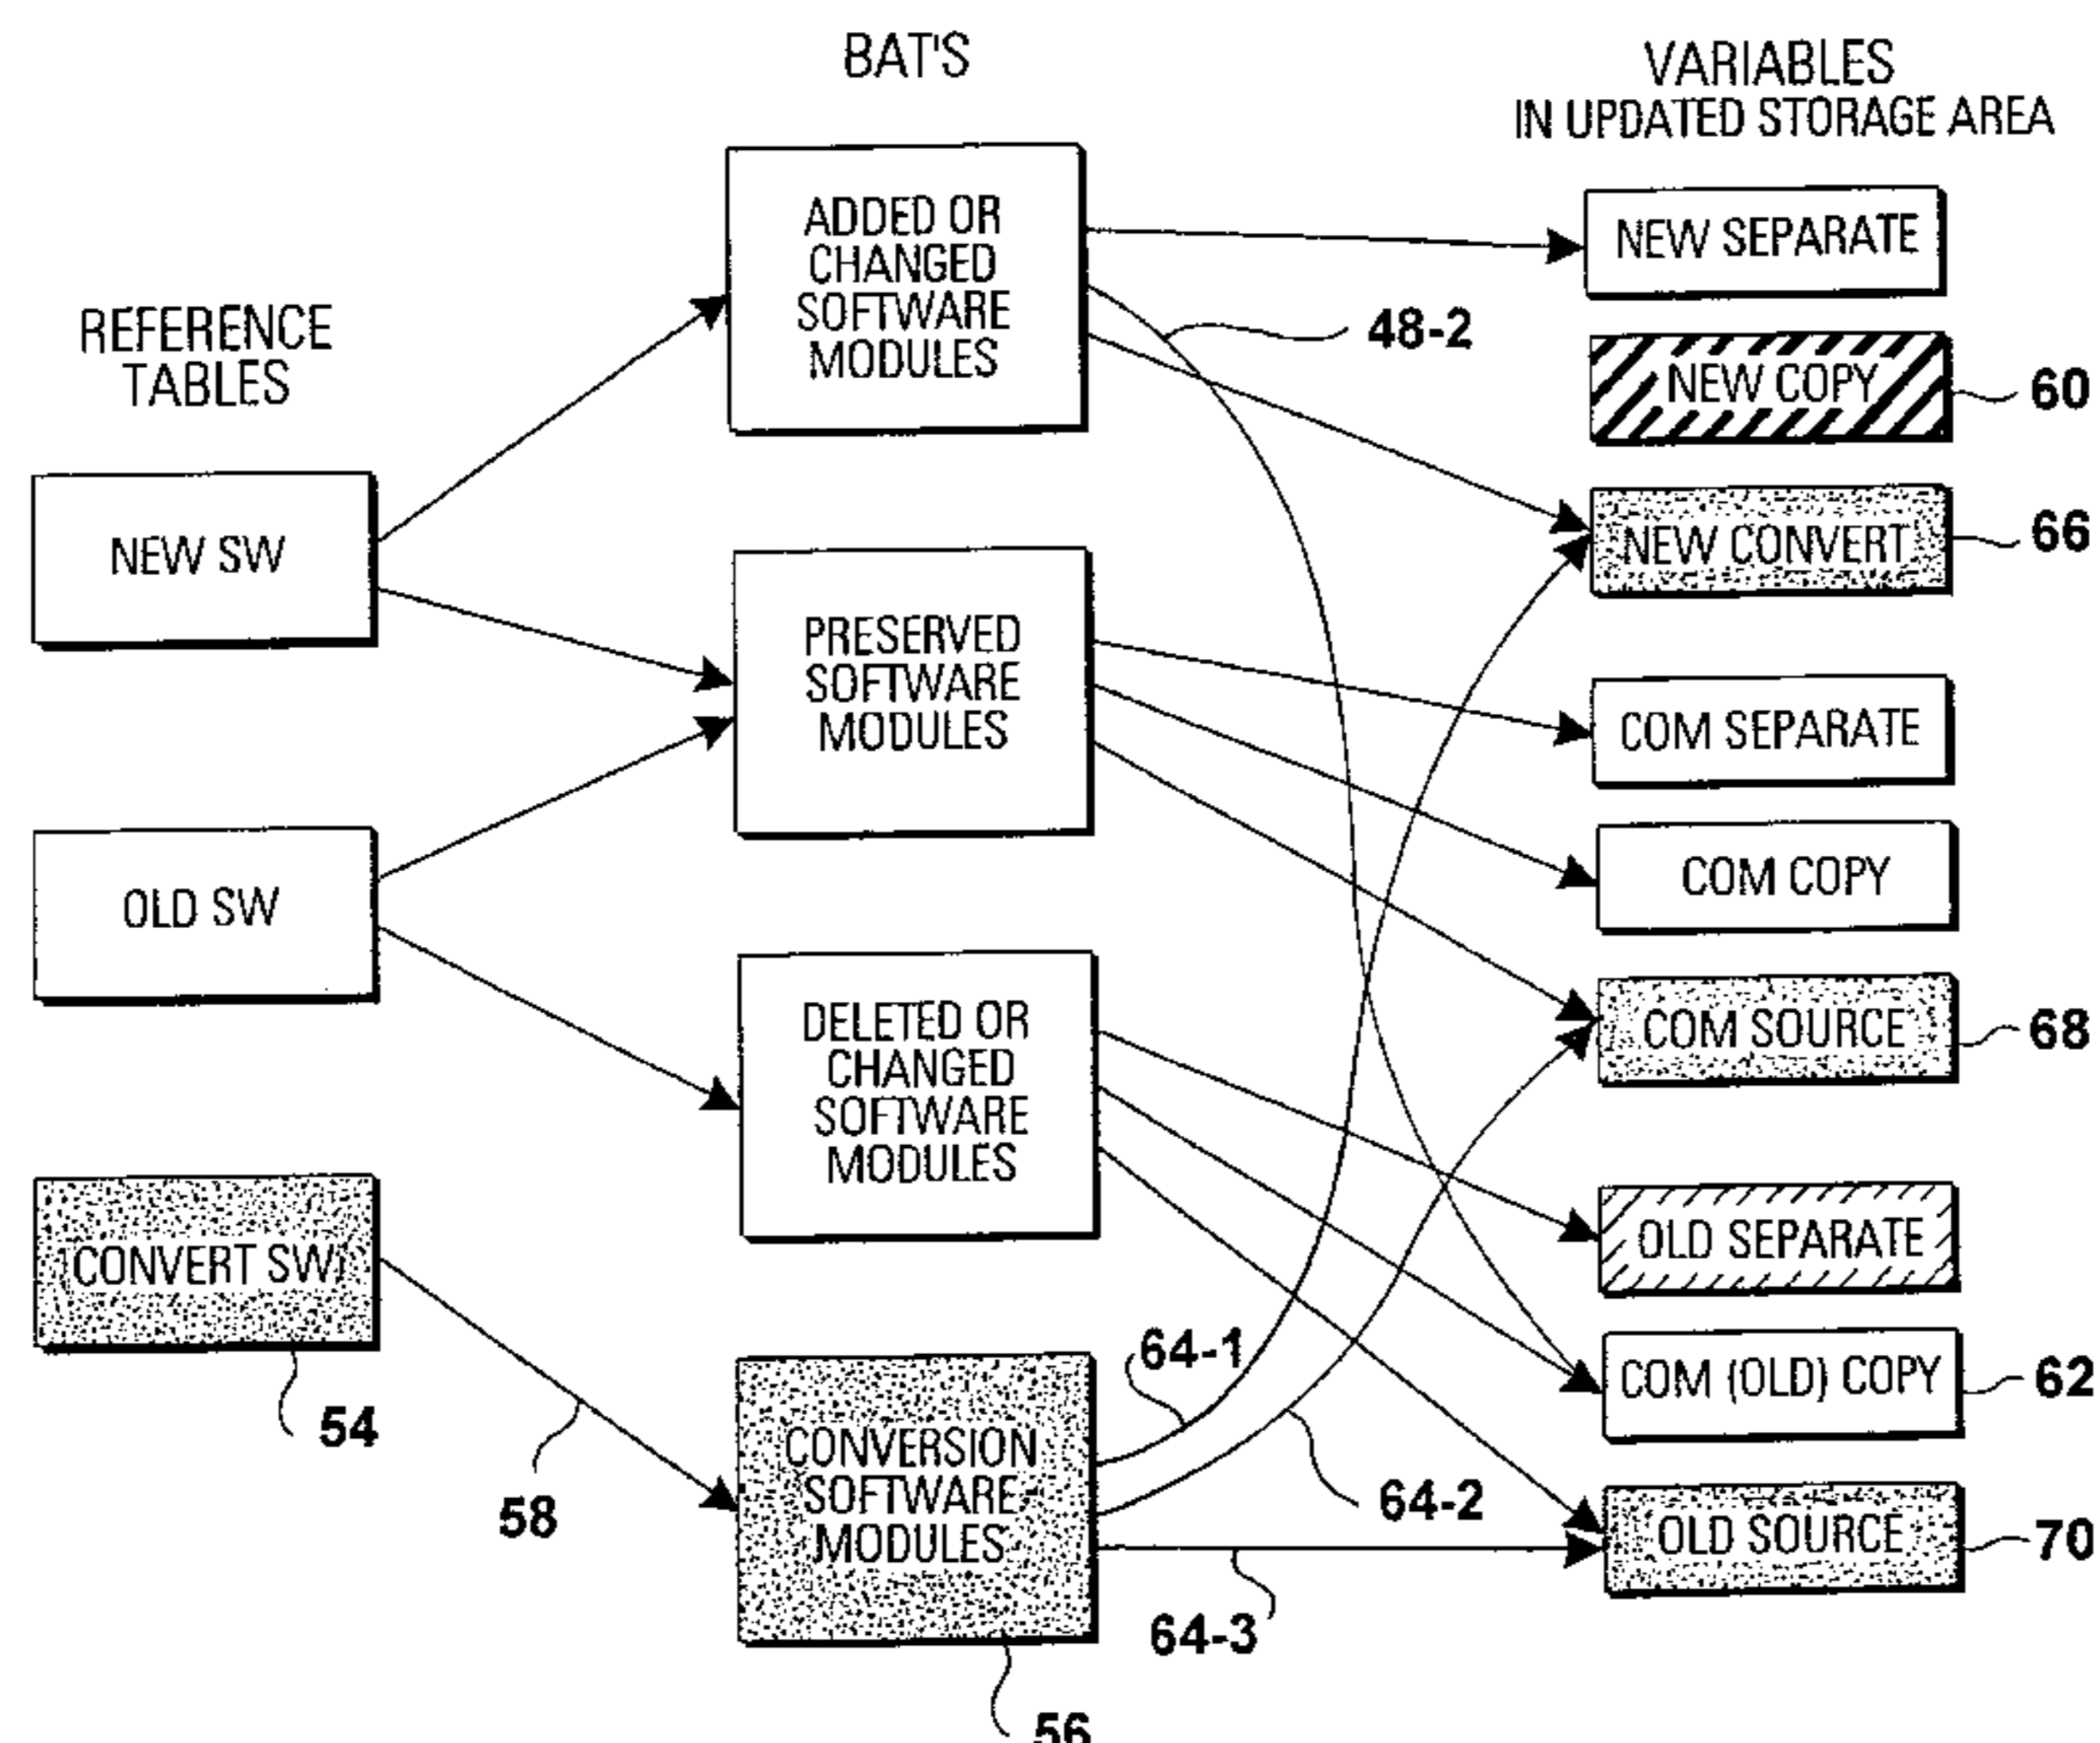 BAT'S
VARIABLES
IN UPDATED STORAGE AREA
REFERENCE
TABLES
NEW SW
OLD SW
CONVERT SW
54
58
ADDED OR
CHANGED
SOFTWARE
MODULES
PRESERVED
SOFTWARE
MODULES
DELETED OR
CHANGED
SOFTWARE
MODULES
CONVERSION
SOFTWARE
MODULES
56
48-2
64-1
64-2
64-3
NEW SEPARATE
NEW COPY
60
NEW CONVERT
66
COM SEPARATE
COM COPY
COM SOURCE
68
OLD SEPARATE
COM (OLD) COPY
62
OLD SOURCE
70